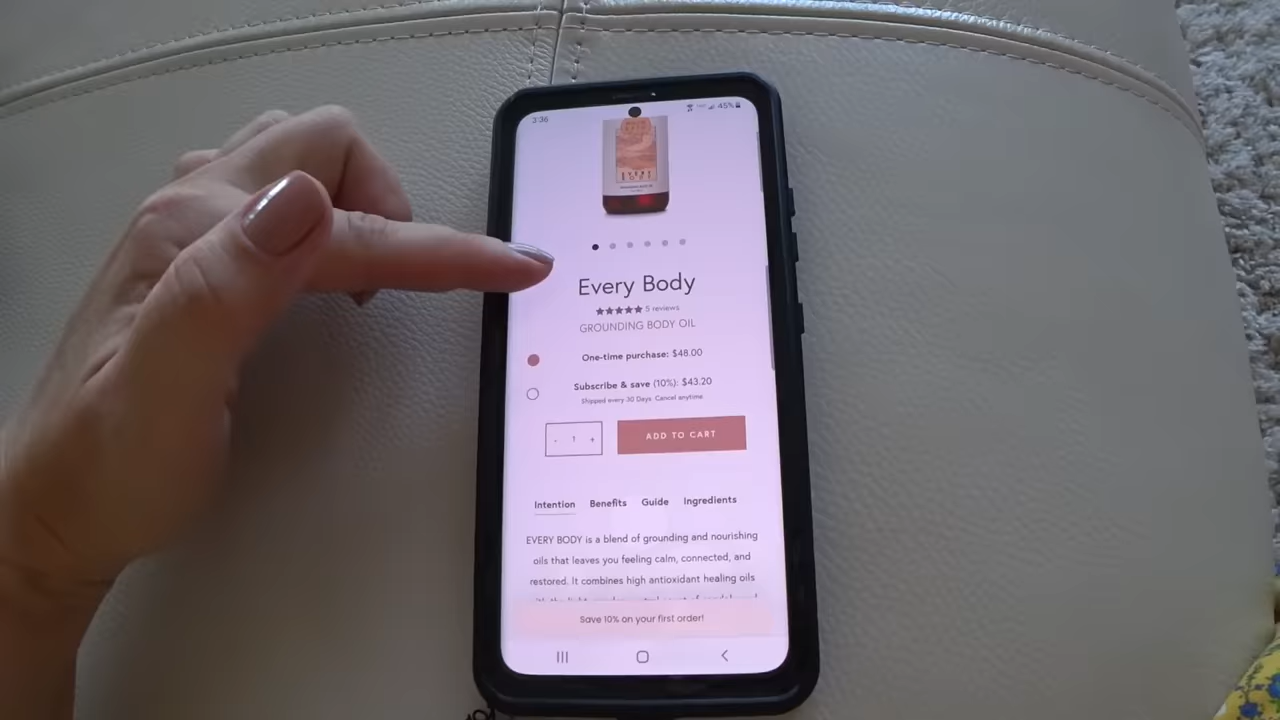 3:36
45%
EVERY
BODY
Every Body
5 reviews
GROUNDING BODY OIL
One-time purchase: $48.00
Subscribe & save (10%): $43.20
Shipped every 30 Days. Cancel anytime.
- 1 +
ADD TO CART
Intention Benefits Guide Ingredients
EVERY BODY is a blend of grounding and nourishing
oils that leaves you feeling calm, connected, and
restored. It combines high antioxidant healing oils
Save 10% on your first order!